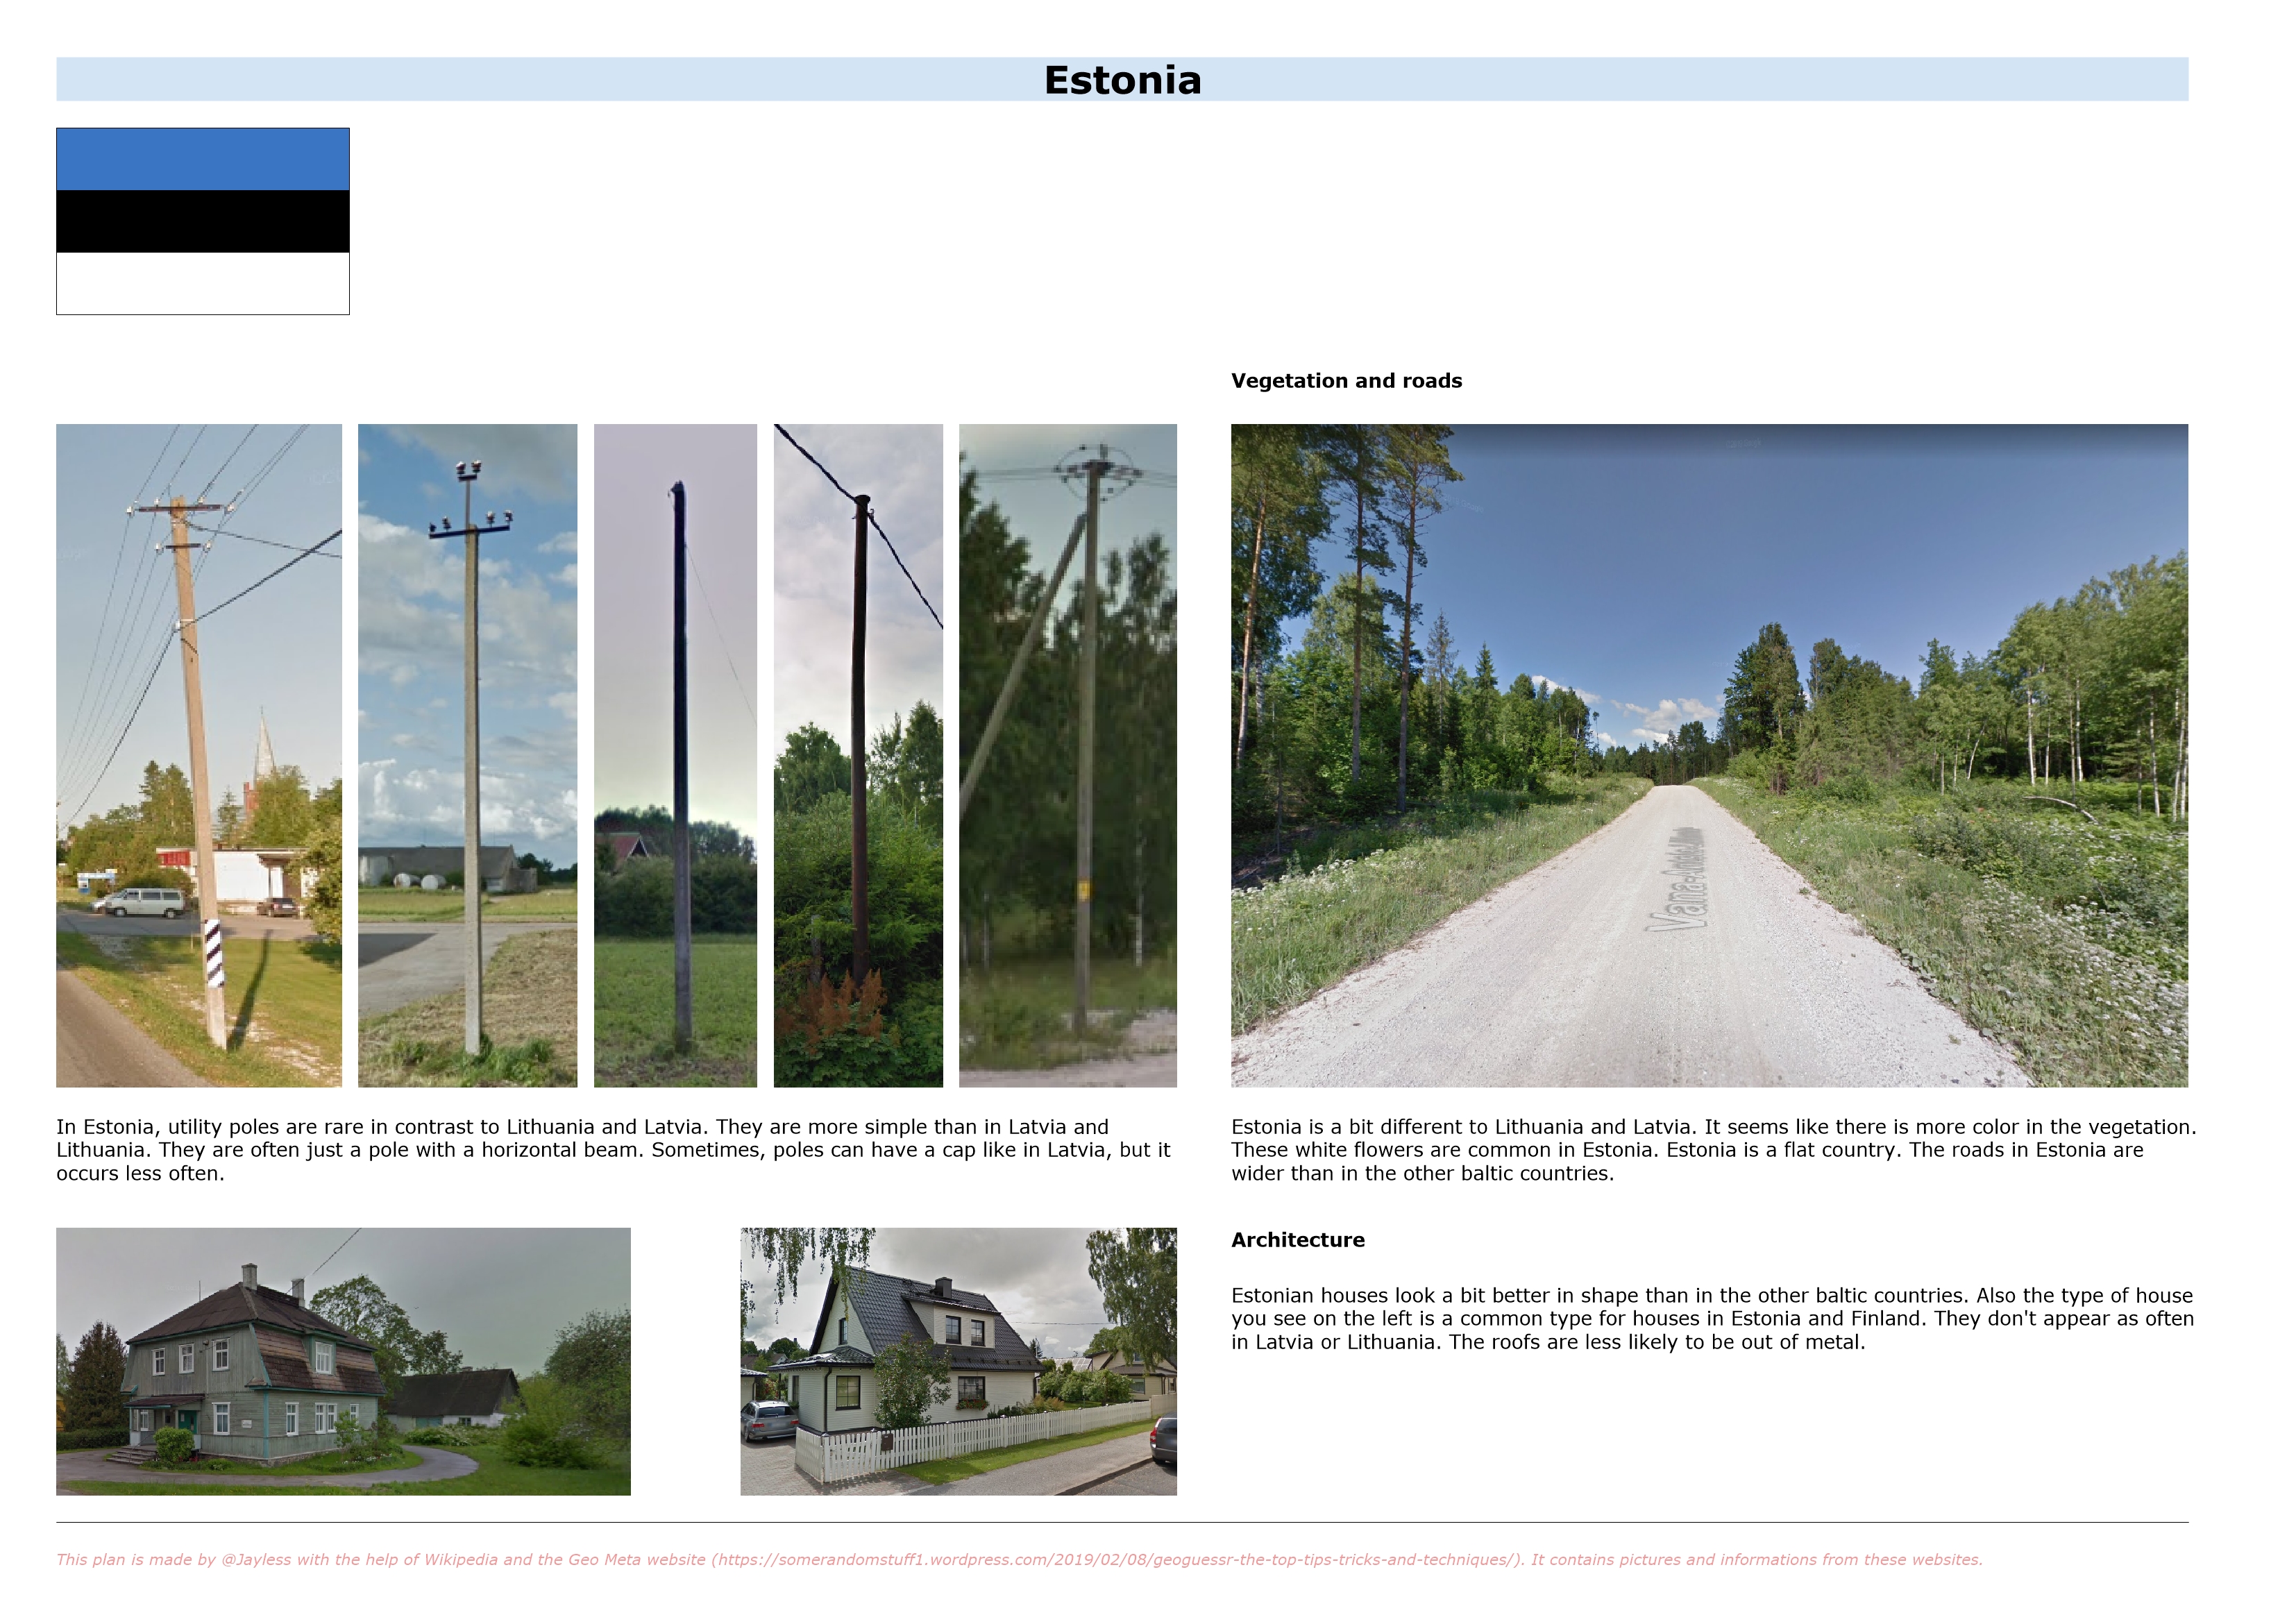 Estonia
Vegetation and roads
In Estonia, utility poles are rare in contrast to Lithuania and Latvia. They are more simple than in Latvia and
Lithuania. They are often just a pole with a horizontal beam. Sometimes, poles can have a cap like in Latvia, but it
occurs less often.
Estonia is a bit different to Lithuania and Latvia. It seems like there is more color in the vegetation.
These white flowers are common in Estonia. Estonia is a flat country. The roads in Estonia are
wider than in the other baltic countries.
Architecture
Estonian houses look a bit better in shape than in the other baltic countries. Also the type of house
you see on the left is a common type for houses in Estonia and Finland. They don't appear as often
in Latvia or Lithuania. The roofs are less likely to be out of metal.
This plan is made by @Jayless with the help of Wikipedia and the Geo Meta website (https://somerandomstuff1.wordpress.com/2019/02/08/geoguessr-the-top-tips-tricks-and-techniques/). It contains pictures and informations from these websites.